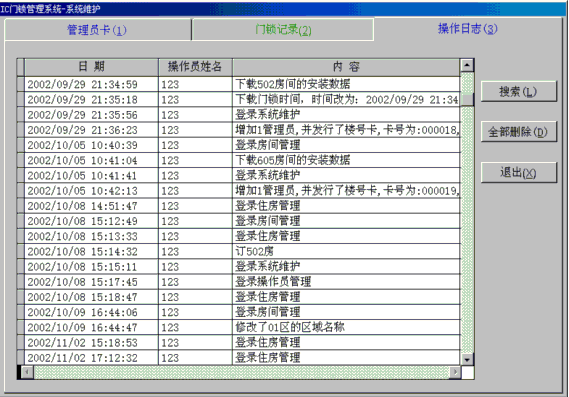 IC门锁管理系统-系统维护
管理员卡(1) 门锁记录(2) 操作日志(3)
日 期 操作员姓名 内 容
2002/09/29 21:34:59 123 下载502房间的安装数据
2002/09/29 21:35:18 123 下载门锁时间，时间改为：2002/09/29 21:34
2002/09/29 21:35:56 123 登录系统维护
2002/09/29 21:36:23 123 增加1管理员,并发行了楼号卡,卡号为:000018,
2002/10/05 10:40:39 123 登录房间管理
2002/10/05 10:41:04 123 下载605房间的安装数据
2002/10/05 10:41:41 123 登录系统维护
2002/10/05 10:42:13 123 增加1管理员,并发行了楼号卡,卡号为:000019,
2002/10/08 14:51:47 123 登录住房管理
2002/10/08 15:12:49 123 登录房间管理
2002/10/08 15:13:33 123 登录住房管理
2002/10/08 15:14:32 123 订502房
2002/10/08 15:15:11 123 登录系统维护
2002/10/08 15:17:45 123 登录操作员管理
2002/10/08 15:18:47 123 登录住房管理
2002/10/09 16:44:06 123 登录房间管理
2002/10/09 16:44:47 123 修改了01区的区域名称
2002/11/02 15:18:53 123 登录住房管理
2002/11/02 17:12:32 123 登录住房管理
搜索(L)
全部删除(D)
退出(X)